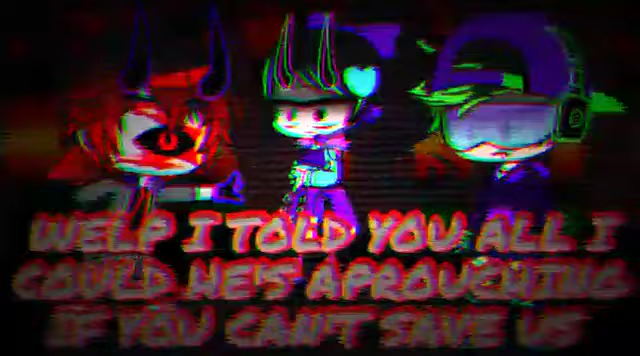 WELP I TOLD YOU ALL I
COULD HE'S APROUCHING
IF YOU CAN'T SAVE US